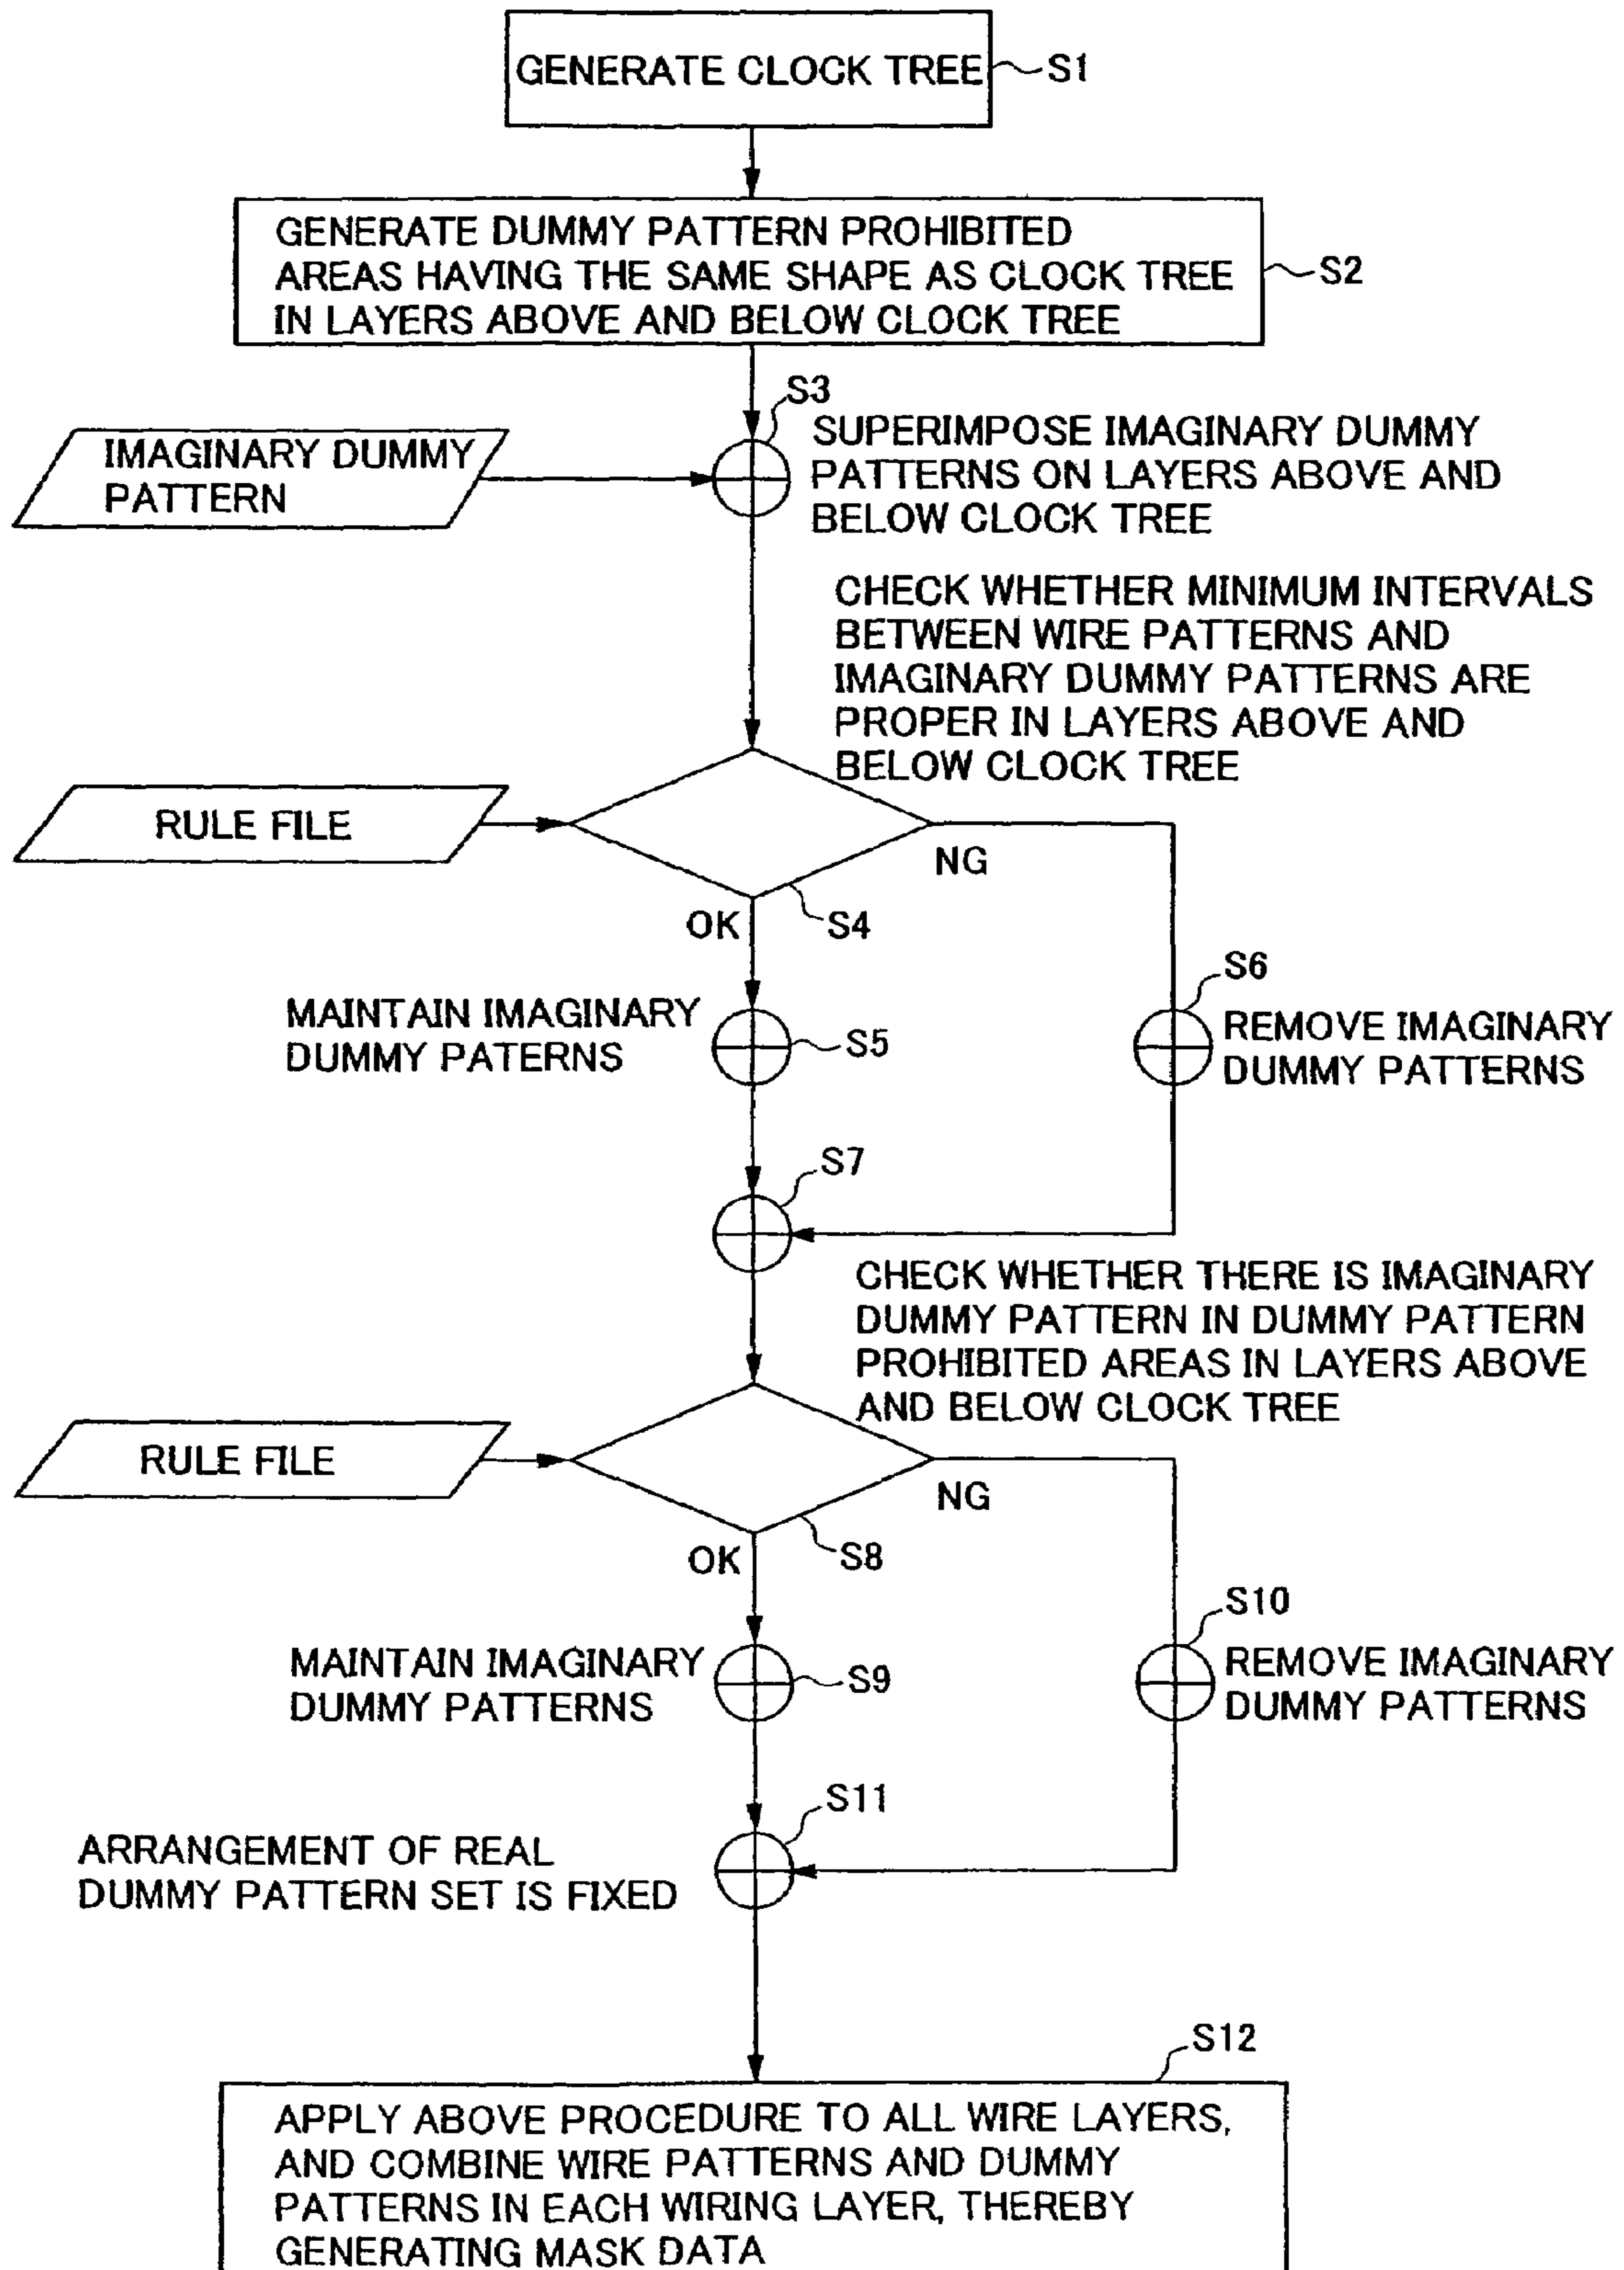 GENERATE CLOCK TREE
S1
GENERATE DUMMY PATTERN PROHIBITED
AREAS HAVING THE SAME SHAPE AS CLOCK TREE
IN LAYERS ABOVE AND BELOW CLOCK TREE
S2
S3
IMAGINARY DUMMY
PATTERN
SUPERIMPOSE IMAGINARY DUMMY
PATTERNS ON LAYERS ABOVE AND
BELOW CLOCK TREE
CHECK WHETHER MINIMUM INTERVALS
BETWEEN WIRE PATTERNS AND
IMAGINARY DUMMY PATTERNS ARE
PROPER IN LAYERS ABOVE AND
BELOW CLOCK TREE
RULE FILE
NG
OK
S4
S6
MAINTAIN IMAGINARY
DUMMY PATERNS
S5
REMOVE IMAGINARY
DUMMY PATTERNS
S7
CHECK WHETHER THERE IS IMAGINARY
DUMMY PATTERN IN DUMMY PATTERN
PROHIBITED AREAS IN LAYERS ABOVE
AND BELOW CLOCK TREE
RULE FILE
NG
OK
S8
S10
MAINTAIN IMAGINARY
DUMMY PATTERNS
S9
REMOVE IMAGINARY
DUMMY PATTERNS
S11
ARRANGEMENT OF REAL
DUMMY PATTERN SET IS FIXED
S12
APPLY ABOVE PROCEDURE TO ALL WIRE LAYERS,
AND COMBINE WIRE PATTERNS AND DUMMY
PATTERNS IN EACH WIRING LAYER, THEREBY
GENERATING MASK DATA